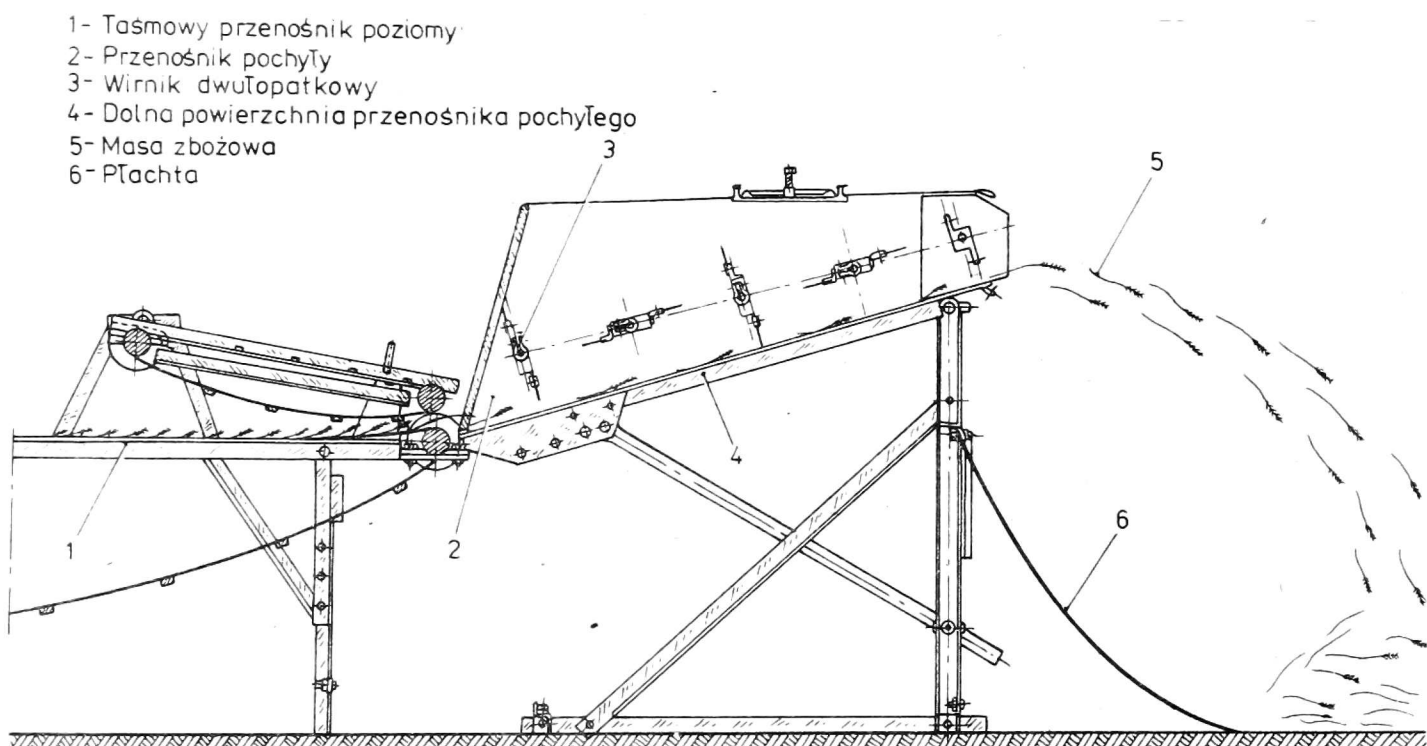 1- Taśmowy przenośnik poziomy
2- Przenośnik pochyły
3- Wirnik dwułopatkowy
4- Dolna powierzchnia przenośnika pochyłego
5- Masa zbożowa
6- Płachta
3
5
4
6
1
2